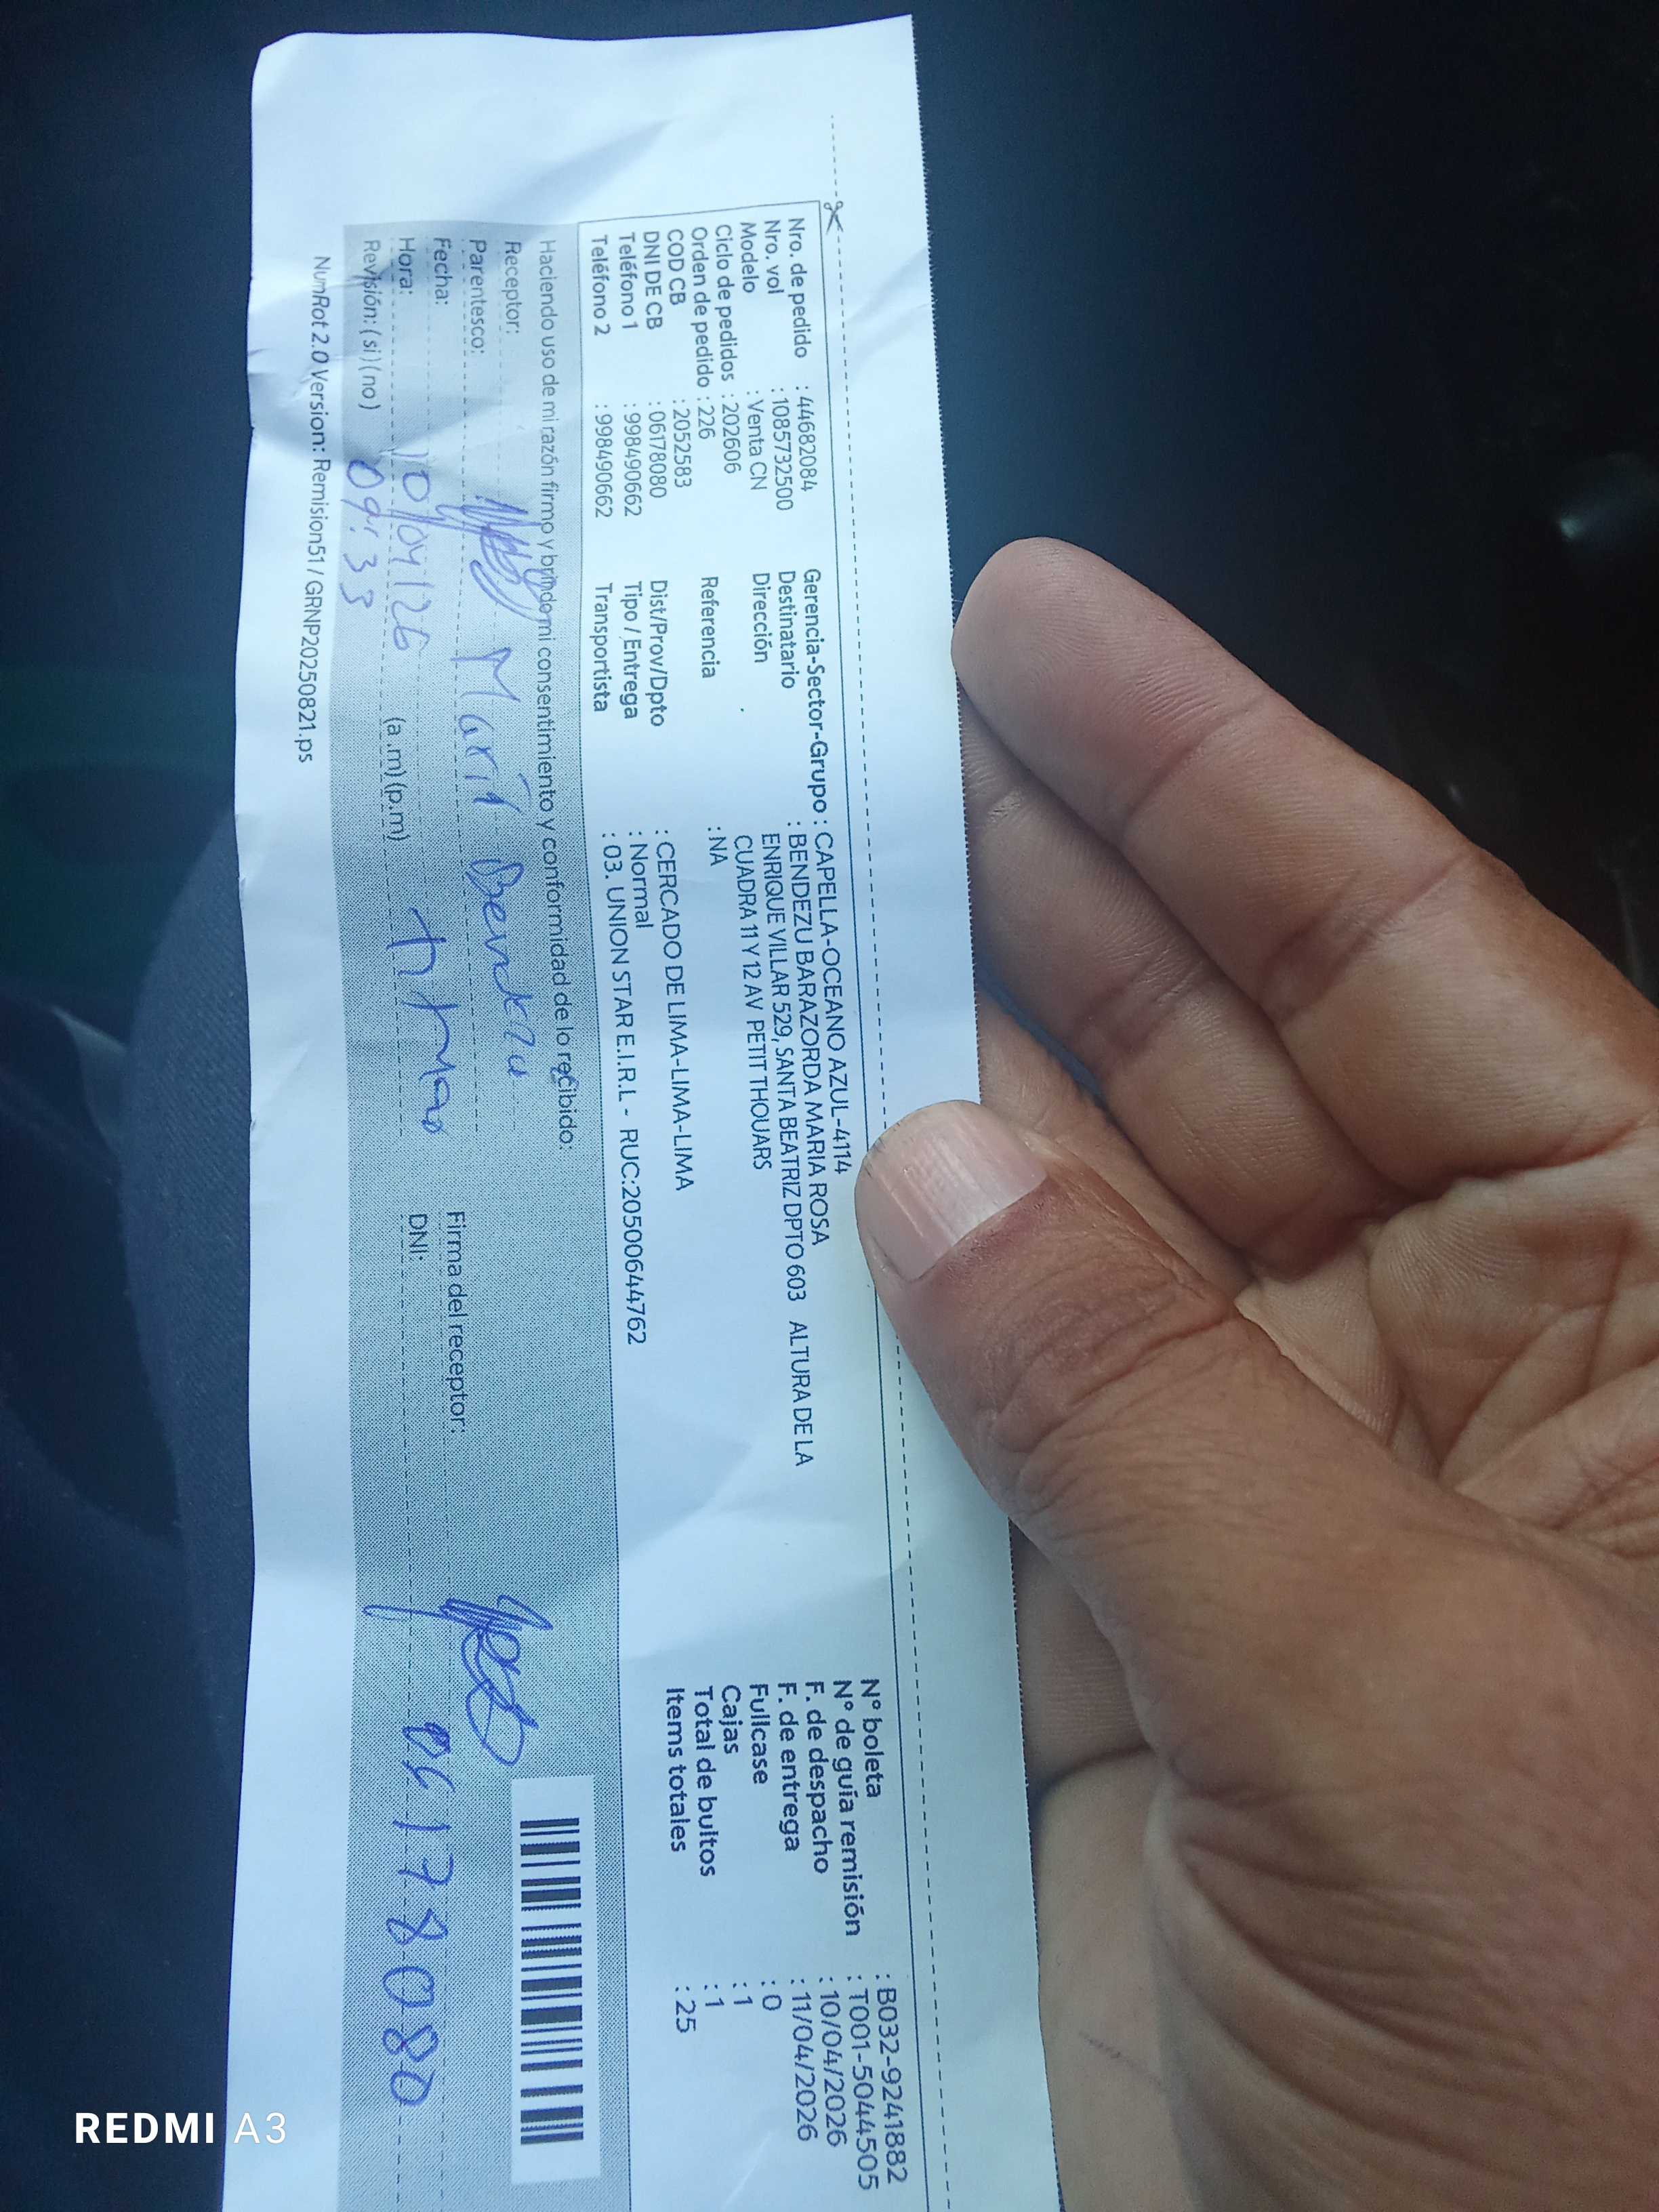 Nro. de pedido : 44682084
Nro. vol : 1085732500
Modelo : Venta CN
Ciclo de pedidos : 202606
Orden de pedido : 226
COD CB : 2052583
DNI DE CB : 06178080
Teléfono 1 : 998490662
Teléfono 2 : 998490662
Gerencia-Sector-Grupo : CAPELLA-OCEANO AZUL-4114
Destinatario : BENDEZU BARAZORDA MARIA ROSA
Dirección ENRIQUE VILLAR 529, SANTA BEATRIZ DPTO 603 ALTURA DE LA
CUADRA 11 Y 12 AV PETIT THOUARS
Referencia : NA
Dist/Prov/Dpto : CERCADO DE LIMA-LIMA-LIMA
Tipo / Entrega : Normal
Transportista : 03. UNION STAR E.I.R.L - RUC:20500644762
N° boleta : B032-9241882
N° de guía remisión : T001-5044505
F. de despacho : 10/04/2026
F. de entrega : 11/04/2026
Fullcase : 0
Cajas : 1
Total de bultos : 1
Items totales : 25
Haciendo uso de mi razón firmo y brindo mi consentimiento y conformidad de lo recibido:
Receptor: Maria Bendezu
Parentesco:
Fecha: 10/04/26
Hora: 09:33 (a.m) (p.m)
Revisión: (si) (no)
Firma del receptor:
DNI: 06178080
NunRot 2.0 Version: Remision51 / GRNP20250821.ps
REDMI A3